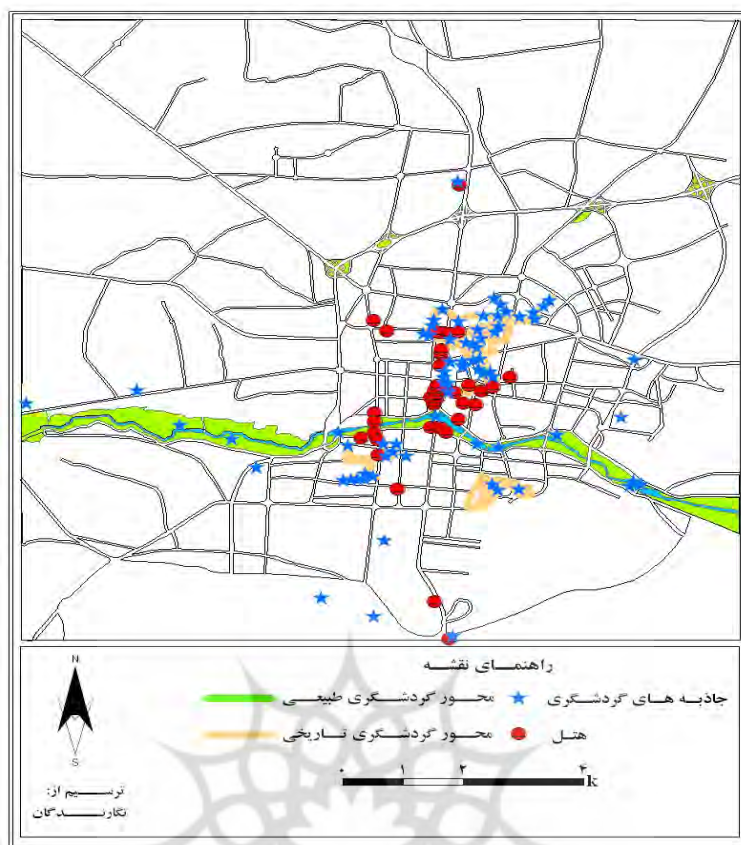 راهنمای نقشه
جاذبه های گردشگری
محور گردشگری طبیعی
هتل
محور گردشگری تاریخی
N
S
ترسیم از:
نگارندگان
۰ ۱ ۲ ۴
k